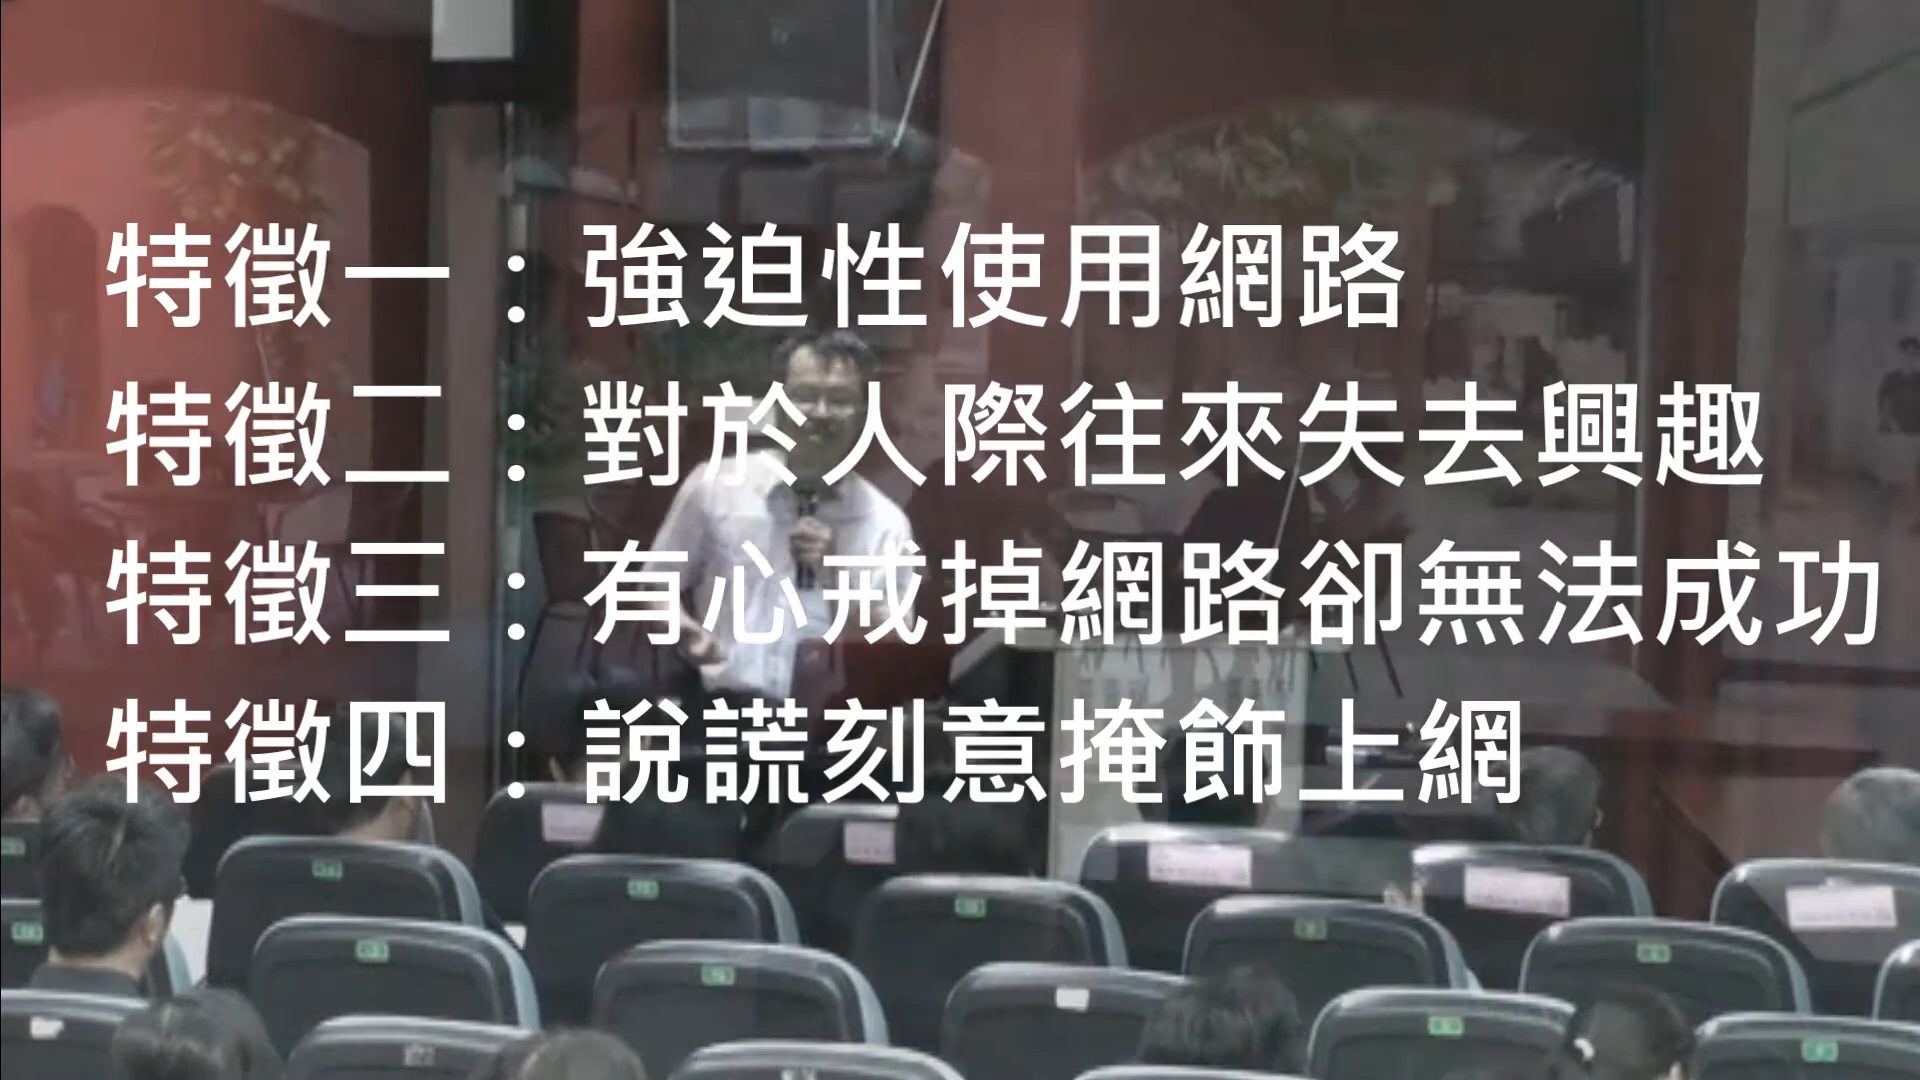 特徵一：強迫性使用網路
特徵二：對於人際往來失去興趣
特徵三：有心戒掉網路卻無法成功
特徵四：說謊刻意掩飾上網